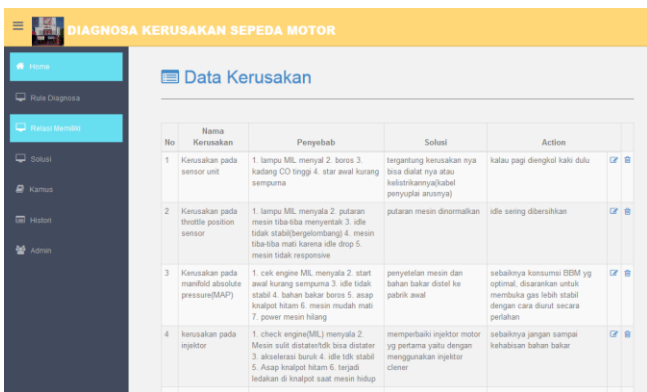 DIAGNOSA KERUSAKAN SEPEDA MOTOR
Home
Rule Diagnosa
Relasi Memiliki
Solusi
Kamus
Histori
Admin
Data Kerusakan
No Nama Kerusakan Penyebab Solusi Action
1 Kerusakan pada sensor unit
1. lampu MIL menyal 2. boros 3.
kadang CO tinggi 4. star awal kurang
sempurna
tergantung kerusakan nya
bisa dialat nya atau
kelistrikannya(kabel
penyuplai arusnya)
kalau pagi diengkol kaki dulu
2 Kerusakan pada
throttle position
sensor
1. lampu MIL menyala 2. putaran
mesin tiba-tiba menyentak 3. idle
tidak stabil(bergelombang) 4. mesin
tiba-tiba mati karena idle drop 5.
mesin tidak responsive
putaran mesin dinormalkan
idle sering dibersihkan
3 Kerusakan pada
manifold absolute
pressure(MAP)
1. cek engine MIL menyala 2. start
awal kurang sempurna 3. idle tidak
stabil 4. bahan bakar boros 5. asap
knalpot hitam 6. mesin mudah mati
7. power mesin hilang
penyetelan mesin dan
bahan bakar distel ke
pabrik awal
sebaiknya konsumsi BBM yg
optimal, disarankan untuk
membuka gas lebih stabil
dengan cara diurut secara
perlahan
4 kerusakan pada
injektor
1. check engine(MIL) menyala 2.
Mesin sulit distater/tdk bisa distater
3. akselerasi buruk 4. idle tdk stabil
5. Asap knalpot hitam 6. terjadi
ledakan di knalpot saat mesin hidup
memperbaiki injektor motor
yg pertama yaitu dengan
menggunakan injektor
clener
sebaiknya jangan sampai
kehabisan bahan bakar